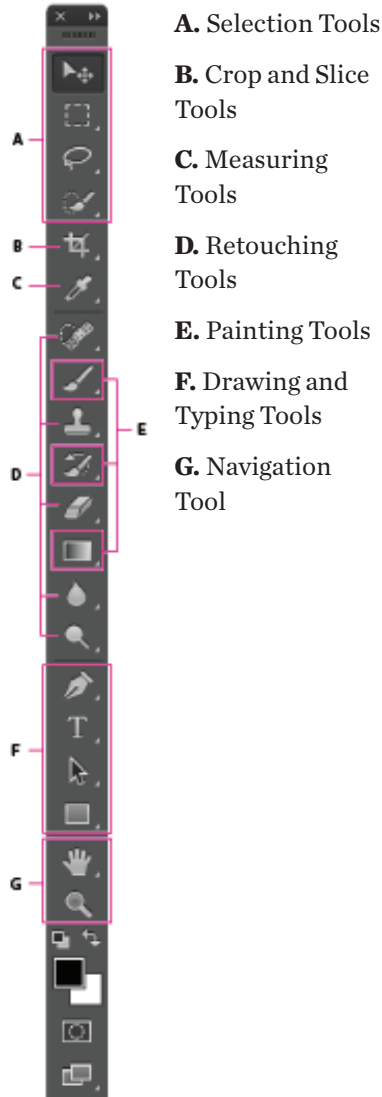 A. Selection Tools
B. Crop and Slice
Tools
C. Measuring
Tools
D. Retouching
Tools
E. Painting Tools
F. Drawing and
Typing Tools
G. Navigation
Tool
A
B
C
E
D
T
F
G